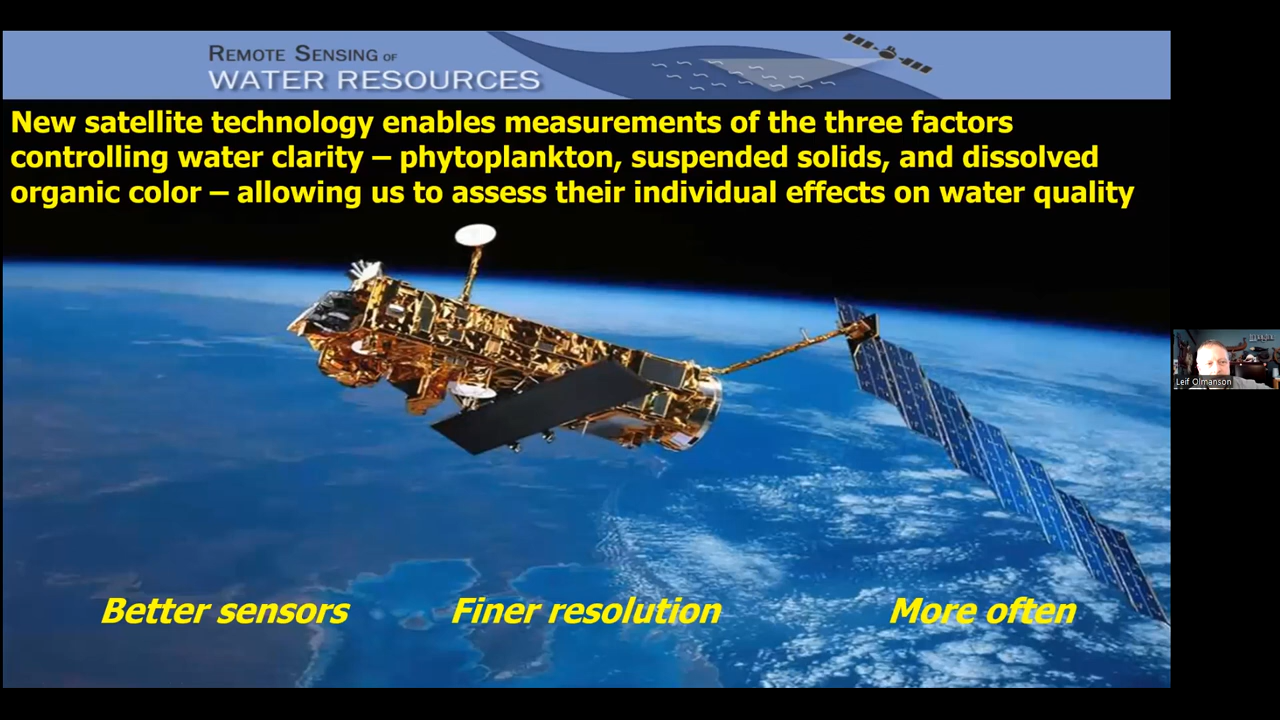 REMOTE SENSING OF
WATER RESOURCES
New satellite technology enables measurements of the three factors
controlling water clarity – phytoplankton, suspended solids, and dissolved
organic color – allowing us to assess their individual effects on water quality
Leif Olmanson
Better sensors
Finer resolution
More often